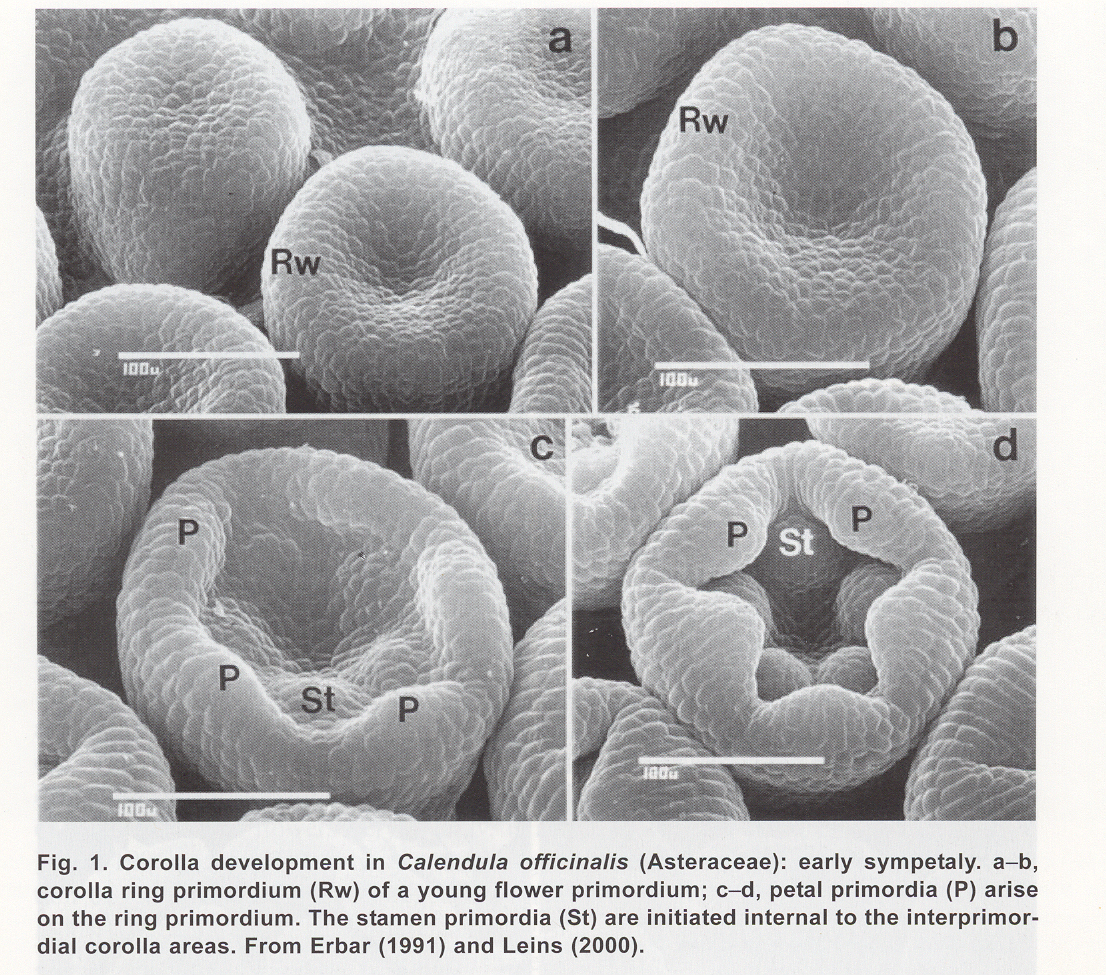 a
Rw
100u
b
Rw
100u
c
P
P
St
P
100u
d
P
St
P
100u
Fig. 1. Corolla development in Calendula officinalis (Asteraceae): early sympetaly. a–b,
corolla ring primordium (Rw) of a young flower primordium; c–d, petal primordia (P) arise
on the ring primordium. The stamen primordia (St) are initiated internal to the interprimor-
dial corolla areas. From Erbar (1991) and Leins (2000).